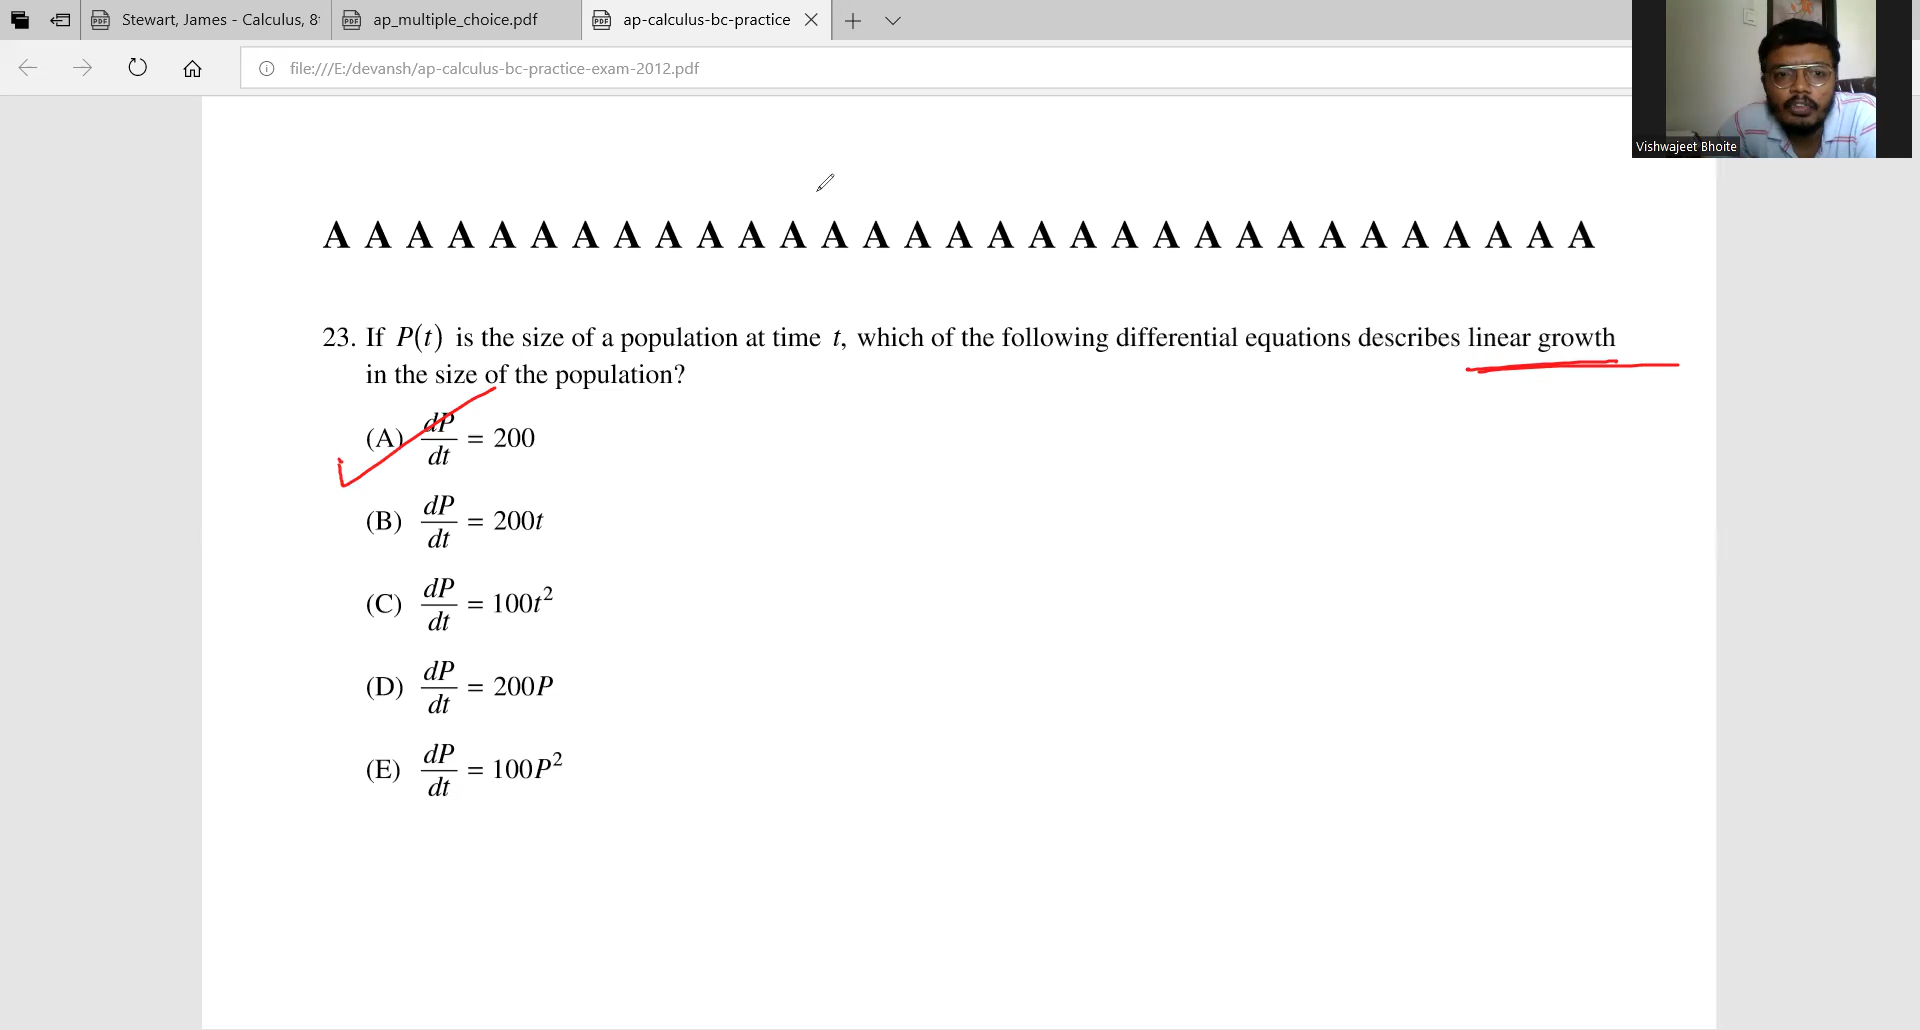 Stewart, James - Calculus, 8
ap_multiple_choice.pdf
ap-calculus-bc-practice
file:///E:/devansh/ap-calculus-bc-practice-exam-2012.pdf
Vishwajeet Bhoite
A A A A A A A A A A A A A A A A A A A A A A A A A A A A A A A
23. If P(t) is the size of a population at time t, which of the following differential equations describes linear growth
in the size of the population?
(A) dP/dt = 200
(B) dP/dt = 200t
(C) dP/dt = 100t²
(D) dP/dt = 200P
(E) dP/dt = 100P²